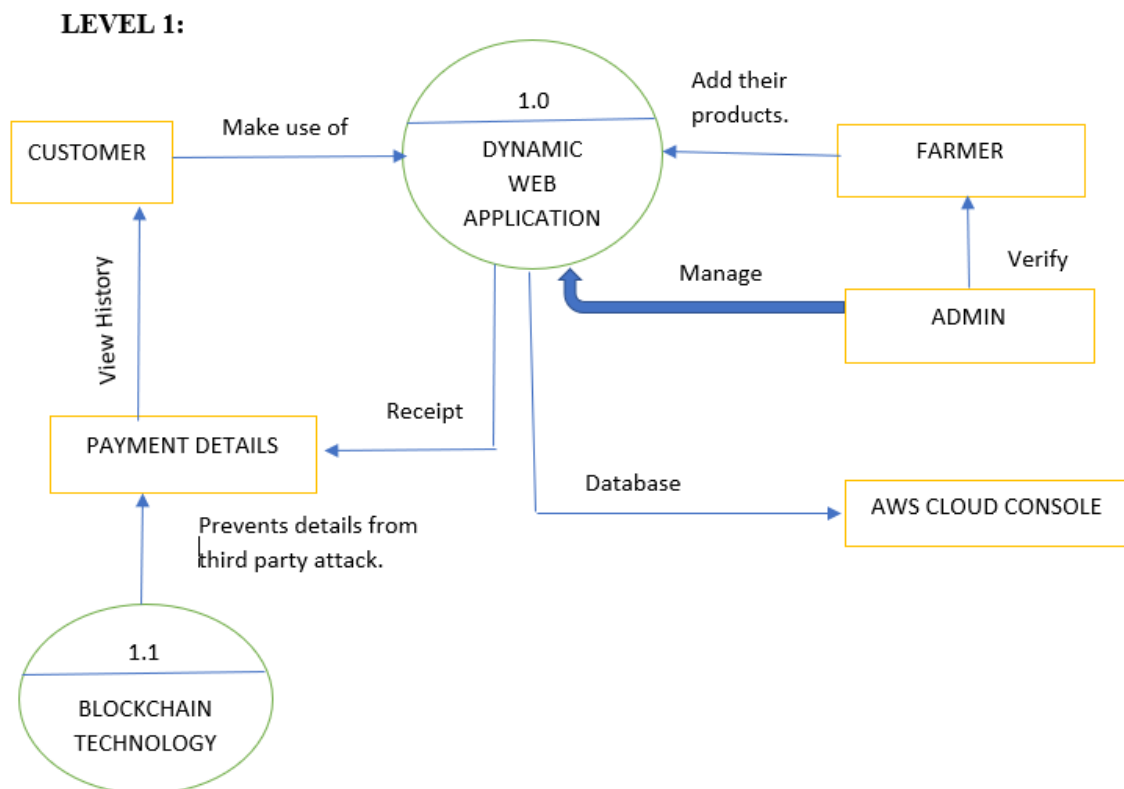 LEVEL 1:
1.0
Add their
products.
Make use of
CUSTOMER
DYNAMIC
WEB
APPLICATION
FARMER
Manage
Verify
ADMIN
View History
Receipt
PAYMENT DETAILS
Database
AWS CLOUD CONSOLE
Prevents details from
third party attack.
1.1
BLOCKCHAIN
TECHNOLOGY